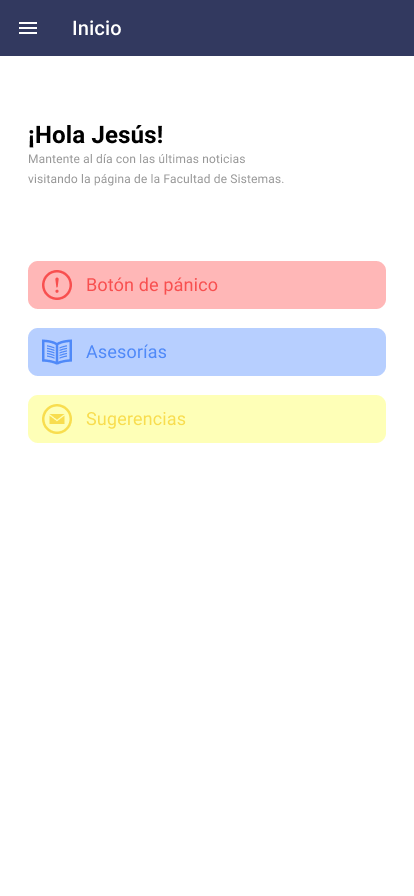 Inicio
¡Hola Jesús!
Mantente al día con las últimas noticias
visitando la página de la Facultad de Sistemas.
Botón de pánico
Asesorías
Sugerencias